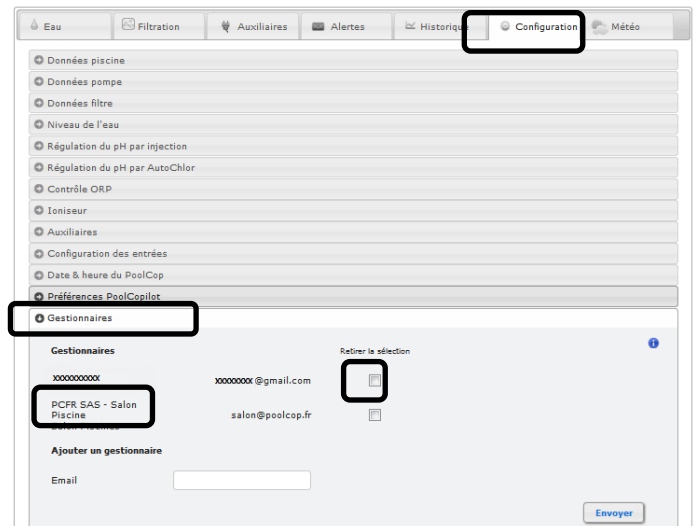 Eau Filtration Auxiliaires Alertes Historique Configuration Météo
Données piscine
Données pompe
Données filtre
Niveau de l'eau
Régulation du pH par injection
Régulation du pH par AutoChlor
Contrôle ORP
Ioniseur
Auxiliaires
Configuration des entrées
Date & heure du PoolCop
Préférences PoolCopilot
Gestionnaires
Gestionnaires Retirer la sélection
xxxxxxxxxx xxxxxxxx @gmail.com
PCFR SAS - Salon
Piscine salon@poolcop.fr
Ajouter un gestionnaire
Email
Envoyer